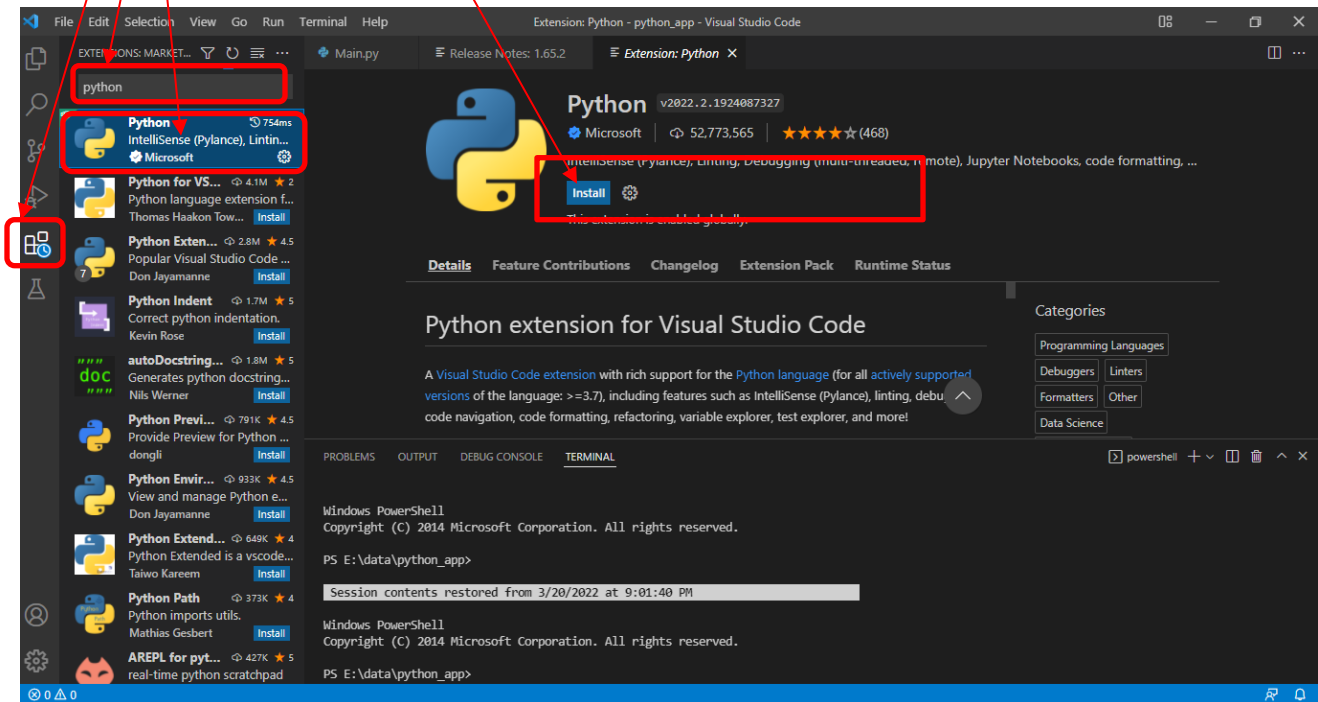 File Edit Selection View Go Run Terminal Help
Extension: Python - python_app - Visual Studio Code
EXTENSIONS: MARKET...
python
Python 754ms
IntelliSense (Pylance), Lintin...
Microsoft
Python for VS... 4.1M ★ 2
Python language extension f...
Thomas Haakon Tow... Install
Python Exten... 2.8M ★ 4.5
Popular Visual Studio Code ...
7 Don Jayamanne Install
Python Indent 1.7M ★ 5
Correct python indentation.
Kevin Rose Install
autoDocstring... 1.8M ★ 5
""" doc """
Generates python docstring...
Nils Werner Install
Python Previ... 791K ★ 4.5
Provide Preview for Python ...
dongli Install
Python Envir... 933K ★ 4.5
View and manage Python e...
Don Jayamanne Install
Python Extend... 649K ★ 4
Python Extended is a vscode...
Taiwo Kareem Install
Python Path 373K ★ 4
Python imports utils.
Mathias Gesbert Install
AREPL for pyt... 427K ★ 5
real-time python scratchpad
Main.py Release Notes: 1.65.2 Extension: Python
Python v2022.2.1924087327
Microsoft 52,773,565 ★★★★☆ (468)
IntelliSense (Pylance), Linting, Debugging (multi-threaded, remote), Jupyter Notebooks, code formatting, ...
Install
This extension is enabled globally.
Details Feature Contributions Changelog Extension Pack Runtime Status
Python extension for Visual Studio Code
A Visual Studio Code extension with rich support for the Python language (for all actively supported
versions of the language: >=3.7), including features such as IntelliSense (Pylance), linting, debu
code navigation, code formatting, refactoring, variable explorer, test explorer, and more!
Categories
Programming Languages
Debuggers Linters
Formatters Other
Data Science
PROBLEMS OUTPUT DEBUG CONSOLE TERMINAL powershell
Windows PowerShell
Copyright (C) 2014 Microsoft Corporation. All rights reserved.
PS E:\data\python_app>
Session contents restored from 3/20/2022 at 9:01:40 PM
Windows PowerShell
Copyright (C) 2014 Microsoft Corporation. All rights reserved.
PS E:\data\python_app>
0 0